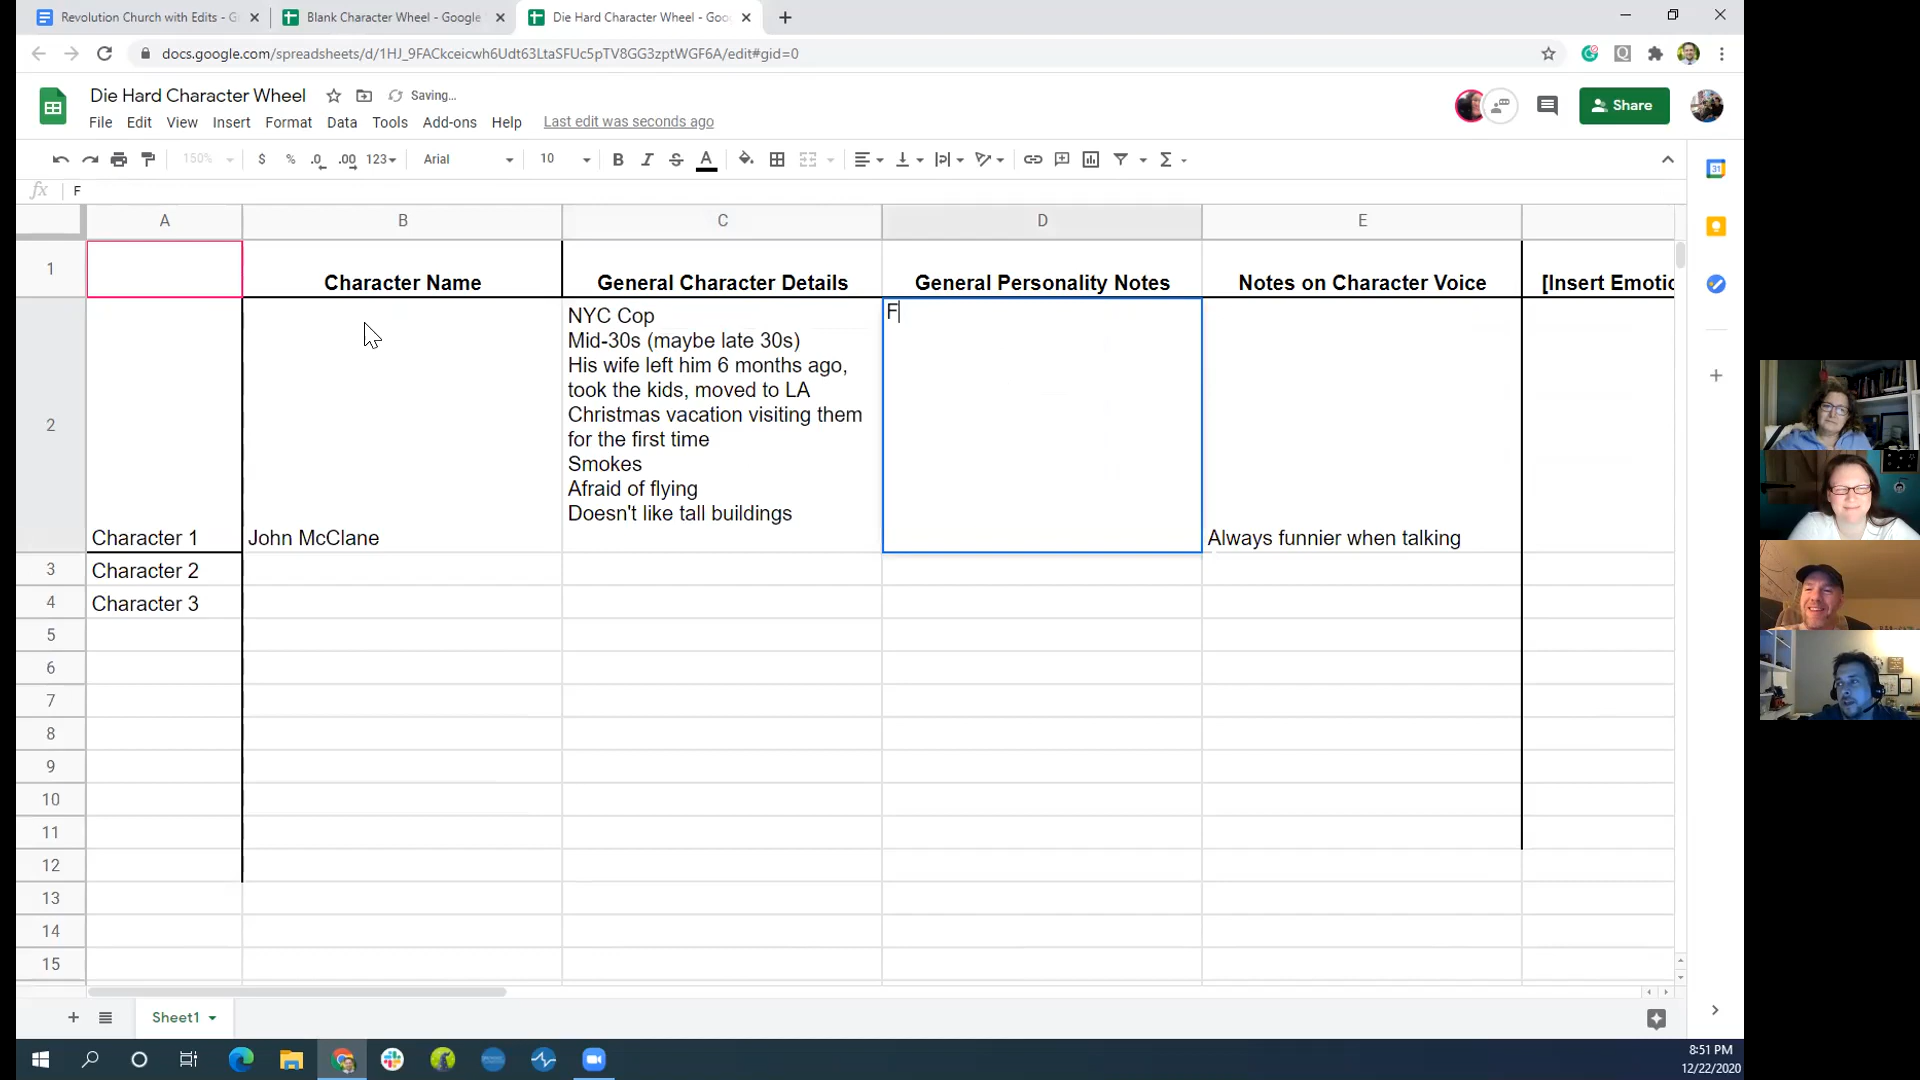 Revolution Church with Edits - G
Blank Character Wheel - Google
Die Hard Character Wheel - Goo
docs.google.com/spreadsheets/d/1HJ_9FACkceicwh6Udt63LtaSFUc5pTV8GG3zptWGF6A/edit#gid=0
Die Hard Character Wheel
Saving...
Share
File Edit View Insert Format Data Tools Add-ons Help Last edit was seconds ago
150% $ % .0 .00 123 Arial 10 B I S A
fx F
A B C D E
1 Character Name General Character Details General Personality Notes Notes on Character Voice [Insert Emotio
NYC Cop
Mid-30s (maybe late 30s)
His wife left him 6 months ago,
took the kids, moved to LA
Christmas vacation visiting them
for the first time
Smokes
Afraid of flying
Doesn't like tall buildings
F
2 Character 1 John McClane Always funnier when talking
3 Character 2
4 Character 3
5
6
7
8
9
10
11
12
13
14
15
Sheet1
31
8:51 PM
12/22/2020